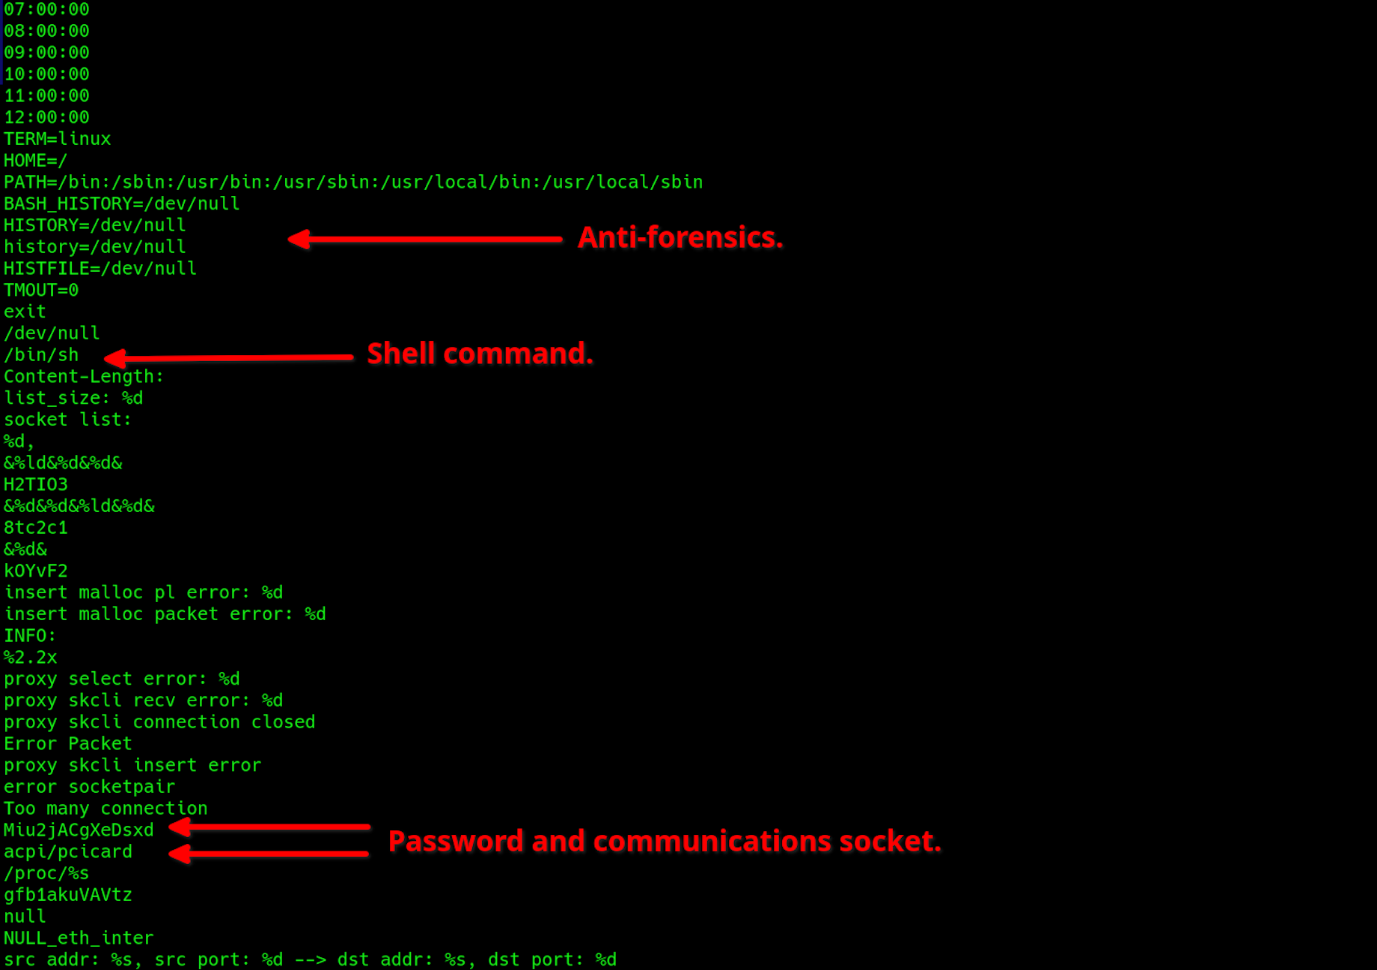 07:00:00
08:00:00
09:00:00
10:00:00
11:00:00
12:00:00
TERM=linux
HOME=/
PATH=/bin:/sbin:/usr/bin:/usr/sbin:/usr/local/bin:/usr/local/sbin
BASH_HISTORY=/dev/null
HISTORY=/dev/null
Anti-forensics.
history=/dev/null
HISTFILE=/dev/null
TMOUT=0
exit
/dev/null
/bin/sh
Shell command.
Content-Length:
list_size: %d
socket list:
%d,
&%ld&%d&%d&
H2TIO3
&%d&%d&%ld&%d&
8tc2c1
&%d&
kOYvF2
insert malloc pl error: %d
insert malloc packet error: %d
INFO:
%2.2x
proxy select error: %d
proxy skcli recv error: %d
proxy skcli connection closed
Error Packet
proxy skcli insert error
error socketpair
Too many connection
Miu2jACgXeDsxd
Password and communications socket.
acpi/pcicard
/proc/%s
gfb1akuVAVtz
null
NULL_eth_inter
src addr: %s, src port: %d --> dst addr: %s, dst port: %d